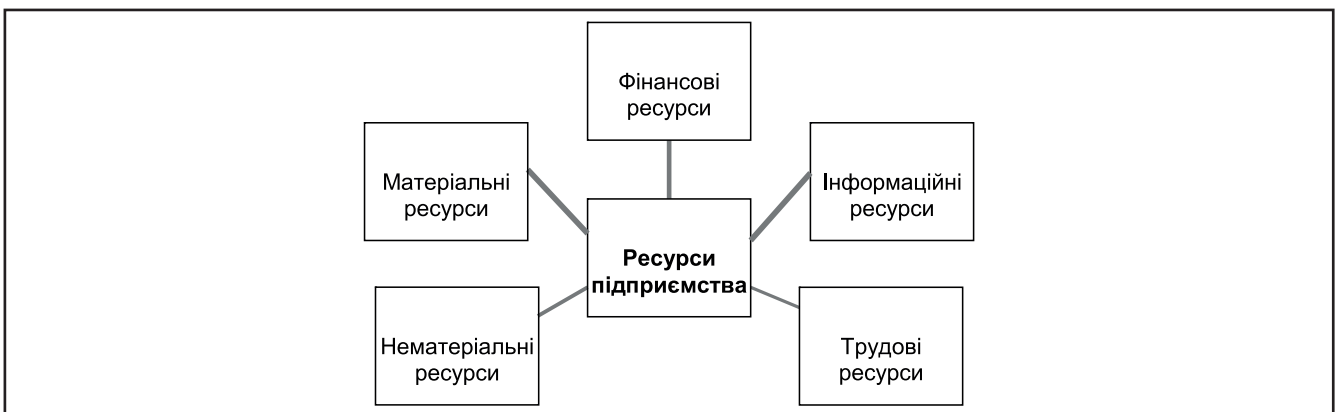 Фінансові
ресурси
Матеріальні
ресурси
Інформаційні
ресурси
Ресурси
підприємства
Нематеріальні
ресурси
Трудові
ресурси